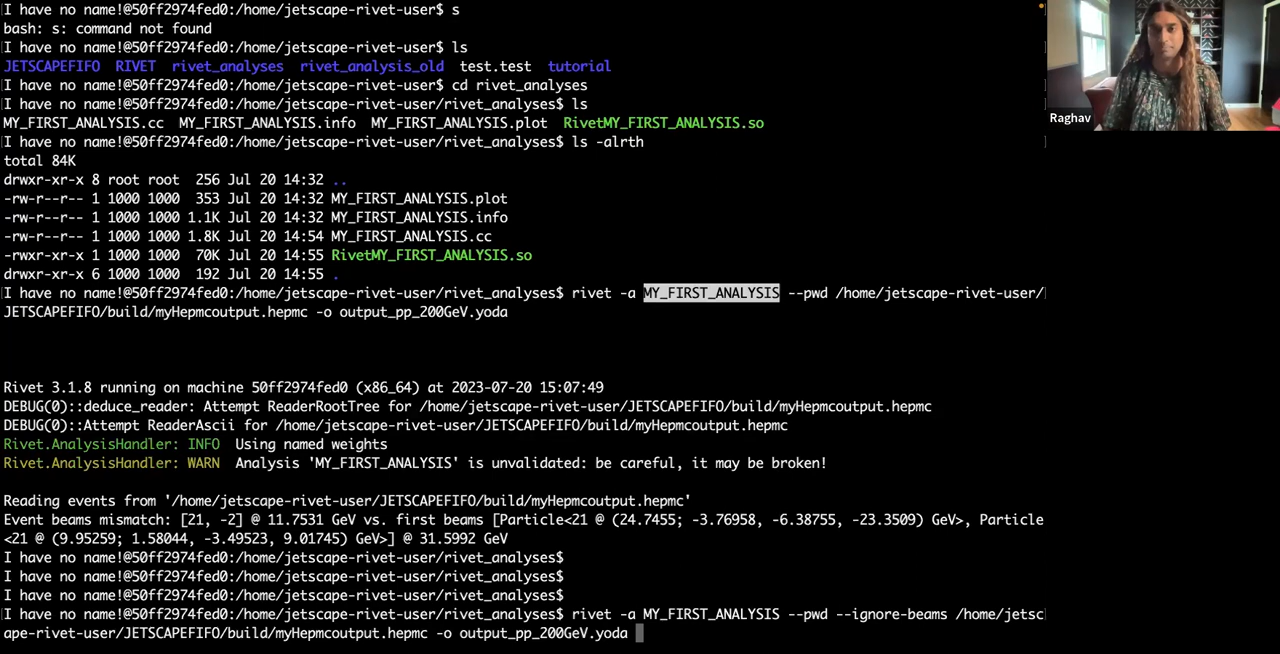 I have no name!@50ff2974fed0:/home/jetscape-rivet-user$ s
bash: s: command not found
I have no name!@50ff2974fed0:/home/jetscape-rivet-user$ ls
JETSCAPEFIFO  RIVET  rivet_analyses  rivet_analysis_old  test.test  tutorial
I have no name!@50ff2974fed0:/home/jetscape-rivet-user$ cd rivet_analyses
I have no name!@50ff2974fed0:/home/jetscape-rivet-user/rivet_analyses$ ls
MY_FIRST_ANALYSIS.cc  MY_FIRST_ANALYSIS.info  MY_FIRST_ANALYSIS.plot  RivetMY_FIRST_ANALYSIS.so
Raghav
I have no name!@50ff2974fed0:/home/jetscape-rivet-user/rivet_analyses$ ls -alrth
total 84K
drwxr-xr-x 8 root root  256 Jul 20 14:32 ..
-rw-r--r-- 1 1000 1000  353 Jul 20 14:32 MY_FIRST_ANALYSIS.plot
-rw-r--r-- 1 1000 1000 1.1K Jul 20 14:32 MY_FIRST_ANALYSIS.info
-rw-r--r-- 1 1000 1000 1.8K Jul 20 14:54 MY_FIRST_ANALYSIS.cc
-rwxr-xr-x 1 1000 1000  70K Jul 20 14:55 RivetMY_FIRST_ANALYSIS.so
drwxr-xr-x 6 1000 1000  192 Jul 20 14:55 .
I have no name!@50ff2974fed0:/home/jetscape-rivet-user/rivet_analyses$ rivet -a MY_FIRST_ANALYSIS --pwd /home/jetscape-rivet-user/
JETSCAPEFIFO/build/myHepmcoutput.hepmc -o output_pp_200GeV.yoda
Rivet 3.1.8 running on machine 50ff2974fed0 (x86_64) at 2023-07-20 15:07:49
DEBUG(0)::deduce_reader: Attempt ReaderRootTree for /home/jetscape-rivet-user/JETSCAPEFIFO/build/myHepmcoutput.hepmc
DEBUG(0)::Attempt ReaderAscii for /home/jetscape-rivet-user/JETSCAPEFIFO/build/myHepmcoutput.hepmc
Rivet.AnalysisHandler: INFO  Using named weights
Rivet.AnalysisHandler: WARN  Analysis 'MY_FIRST_ANALYSIS' is unvalidated: be careful, it may be broken!
Reading events from '/home/jetscape-rivet-user/JETSCAPEFIFO/build/myHepmcoutput.hepmc'
Event beams mismatch: [21, -2] @ 11.7531 GeV vs. first beams [Particle<21 @ (24.7455; -3.76958, -6.38755, -23.3509) GeV>, Particle
<21 @ (9.95259; 1.58044, -3.49523, 9.01745) GeV>] @ 31.5992 GeV
I have no name!@50ff2974fed0:/home/jetscape-rivet-user/rivet_analyses$
I have no name!@50ff2974fed0:/home/jetscape-rivet-user/rivet_analyses$
I have no name!@50ff2974fed0:/home/jetscape-rivet-user/rivet_analyses$
I have no name!@50ff2974fed0:/home/jetscape-rivet-user/rivet_analyses$ rivet -a MY_FIRST_ANALYSIS --pwd --ignore-beams /home/jetsc
ape-rivet-user/JETSCAPEFIFO/build/myHepmcoutput.hepmc -o output_pp_200GeV.yoda